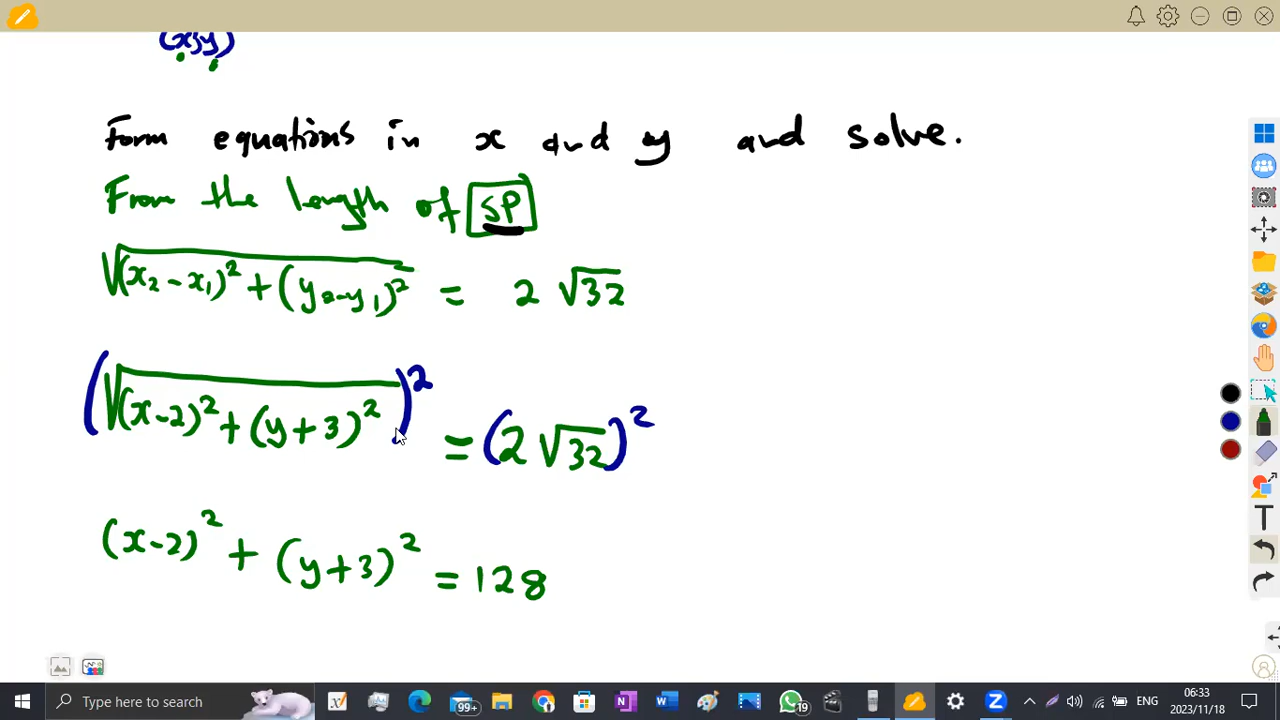 (x;y)
Form equations in x and y and solve.
From the length of SP
√(x₂-x₁)² + (y₂-y₁)² = 2√32
(√(x-2)² + (y+3)²)² = (2√32)²
(x-2)² + (y+3)² = 128
99+
Type here to search
19
ENG
06:33
2023/11/18